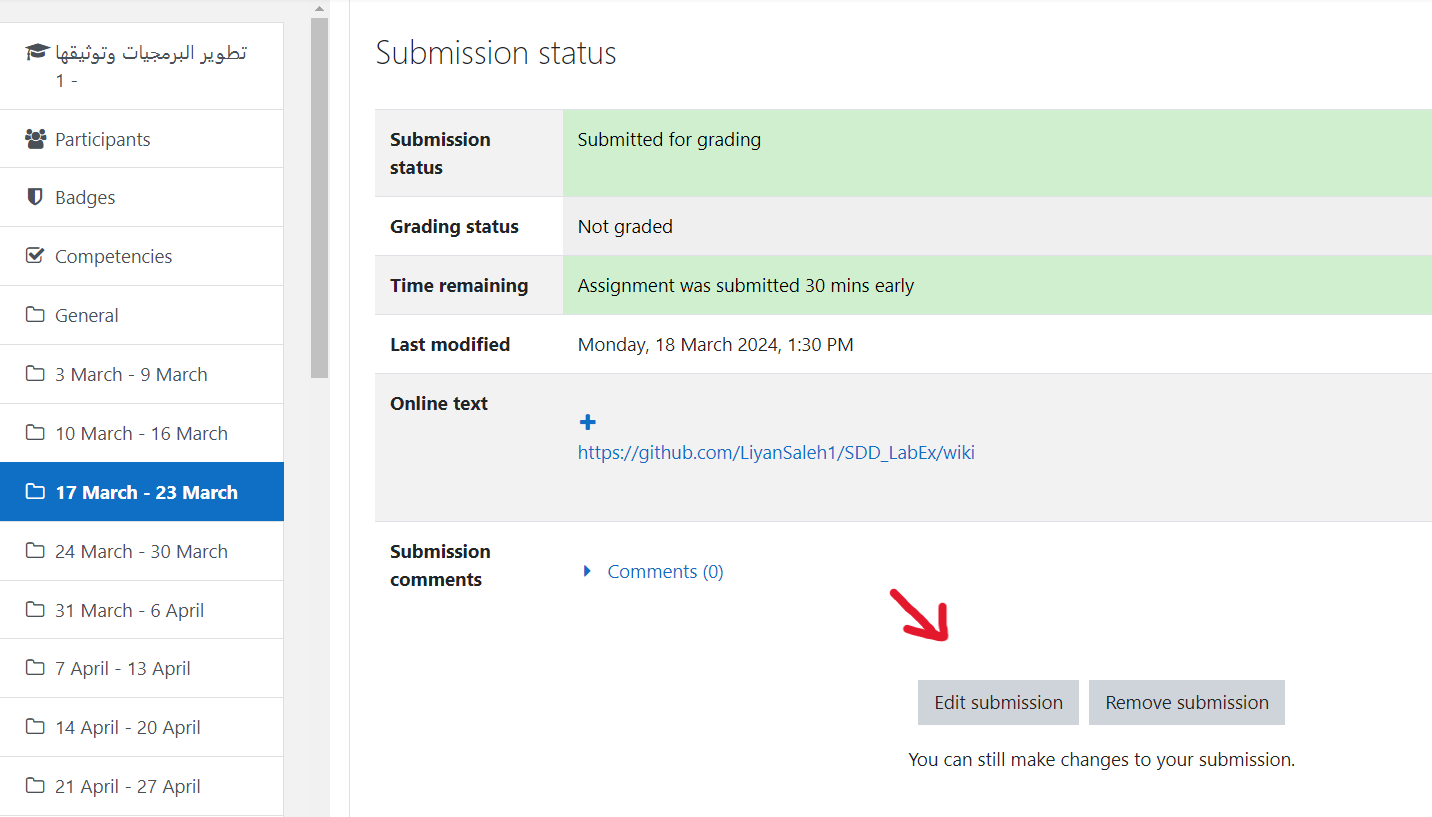 تطوير البرمجيات وتوثيقها
- 1
Participants
Badges
Competencies
General
3 March - 9 March
10 March - 16 March
17 March - 23 March
24 March - 30 March
31 March - 6 April
7 April - 13 April
14 April - 20 April
21 April - 27 April
Submission status
Submission
status
Submitted for grading
Grading status
Not graded
Time remaining
Assignment was submitted 30 mins early
Last modified
Monday, 18 March 2024, 1:30 PM
Online text
https://github.com/LiyanSaleh1/SDD_LabEx/wiki
Submission
comments
Comments (0)
Edit submission
Remove submission
You can still make changes to your submission.